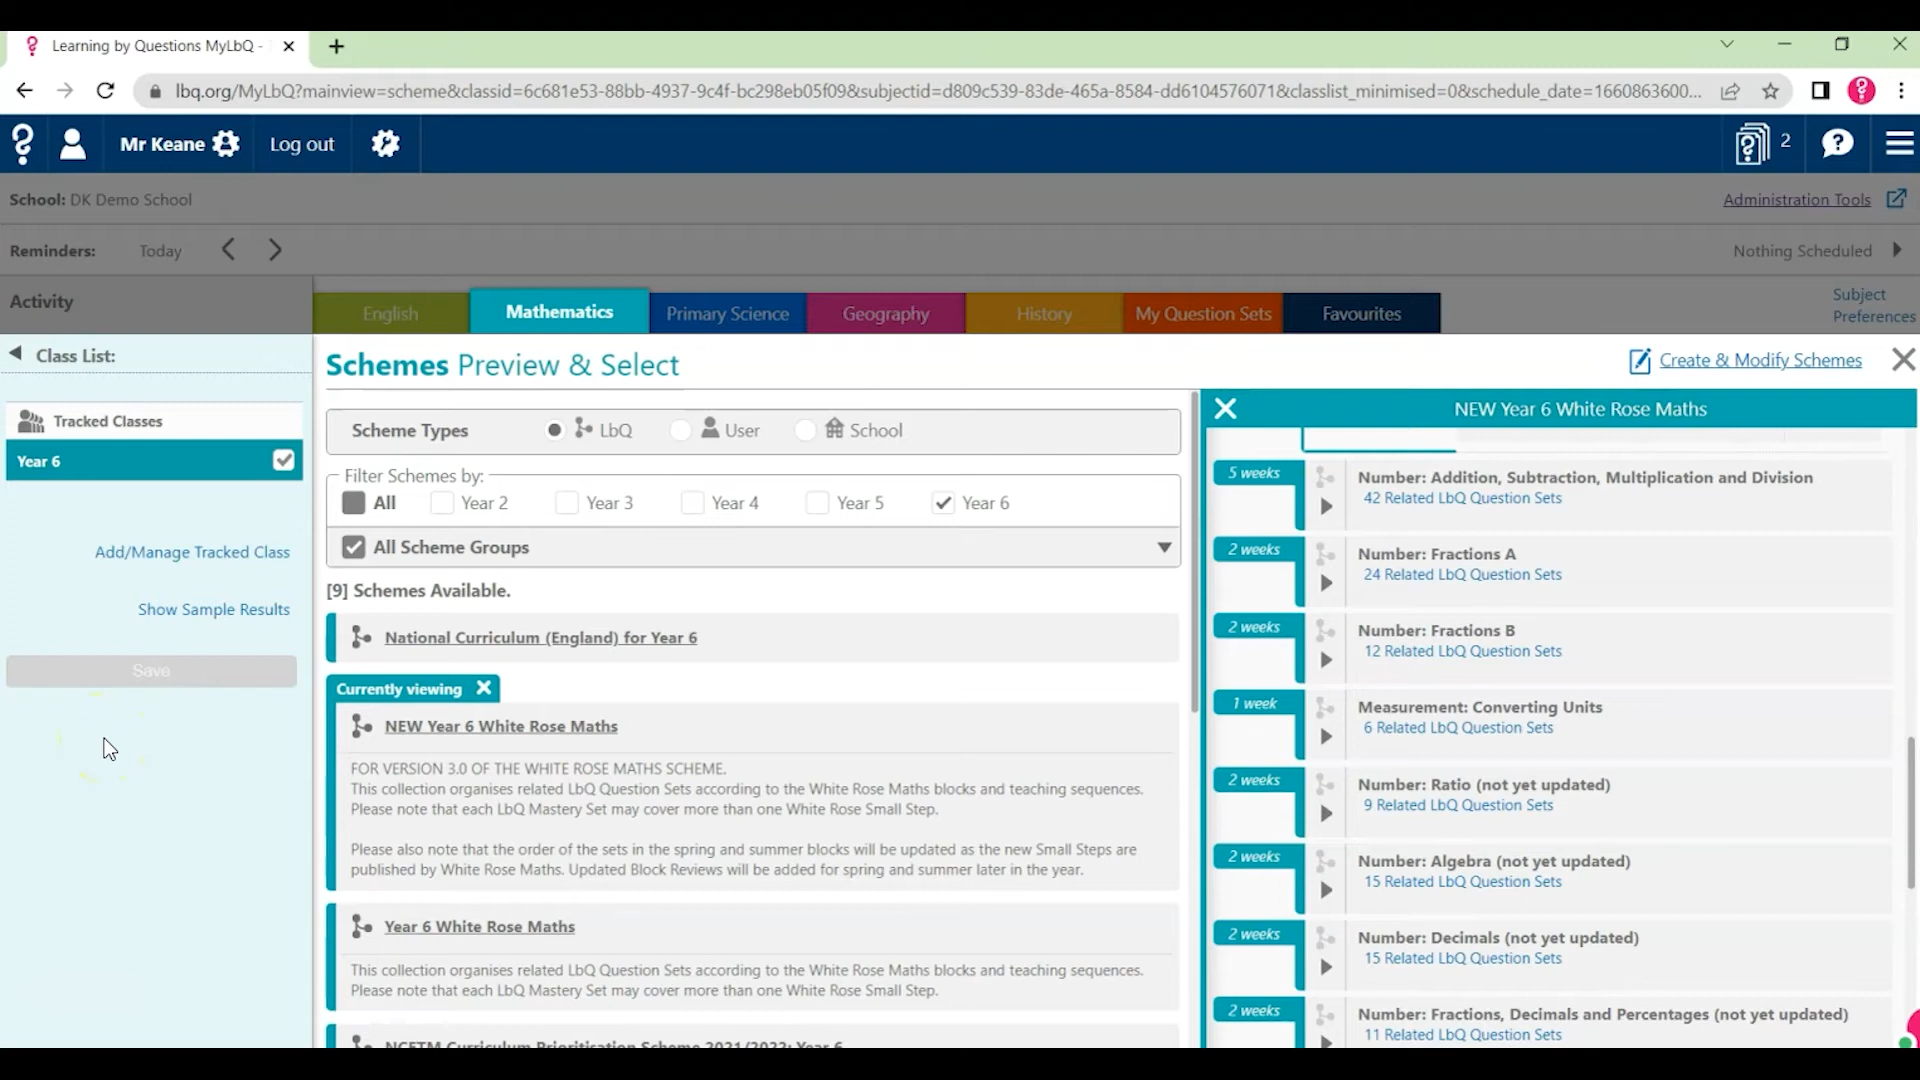 Learning by Questions MyLbQ -
lbq.org/MyLbQ?mainview=scheme&classid=6c681e53-88bb-4937-9c4f-bc298eb05f09&subjectid=d809c539-83de-465a-8584-dd6104576071&classlist_minimised=0&schedule_date=1660863600...
Mr Keane
Log out
2
School: DK Demo School
Administration Tools
Reminders: Today
Nothing Scheduled
Activity
English
Mathematics
Primary Science
Geography
History
My Question Sets
Favourites
Subject
Preferences
Class List:
Tracked Classes
Year 6
Add/Manage Tracked Class
Show Sample Results
Save
Schemes Preview & Select
Create & Modify Schemes
Scheme Types LbQ User School
Filter Schemes by:
All Year 2 Year 3 Year 4 Year 5 Year 6
All Scheme Groups
[9] Schemes Available.
National Curriculum (England) for Year 6
Currently viewing
NEW Year 6 White Rose Maths
FOR VERSION 3.0 OF THE WHITE ROSE MATHS SCHEME.
This collection organises related LbQ Question Sets according to the White Rose Maths blocks and teaching sequences.
Please note that each LbQ Mastery Set may cover more than one White Rose Small Step.
Please also note that the order of the sets in the spring and summer blocks will be updated as the new Small Steps are
published by White Rose Maths. Updated Block Reviews will be added for spring and summer later in the year.
Year 6 White Rose Maths
This collection organises related LbQ Question Sets according to the White Rose Maths blocks and teaching sequences.
Please note that each LbQ Mastery Set may cover more than one White Rose Small Step.
NCETM Curriculum Prioritisation Scheme 2021/2022: Year 6
NEW Year 6 White Rose Maths
5 weeks
Number: Addition, Subtraction, Multiplication and Division
42 Related LbQ Question Sets
2 weeks
Number: Fractions A
24 Related LbQ Question Sets
2 weeks
Number: Fractions B
12 Related LbQ Question Sets
1 week
Measurement: Converting Units
6 Related LbQ Question Sets
2 weeks
Number: Ratio (not yet updated)
9 Related LbQ Question Sets
2 weeks
Number: Algebra (not yet updated)
15 Related LbQ Question Sets
2 weeks
Number: Decimals (not yet updated)
15 Related LbQ Question Sets
2 weeks
Number: Fractions, Decimals and Percentages (not yet updated)
11 Related LbQ Question Sets